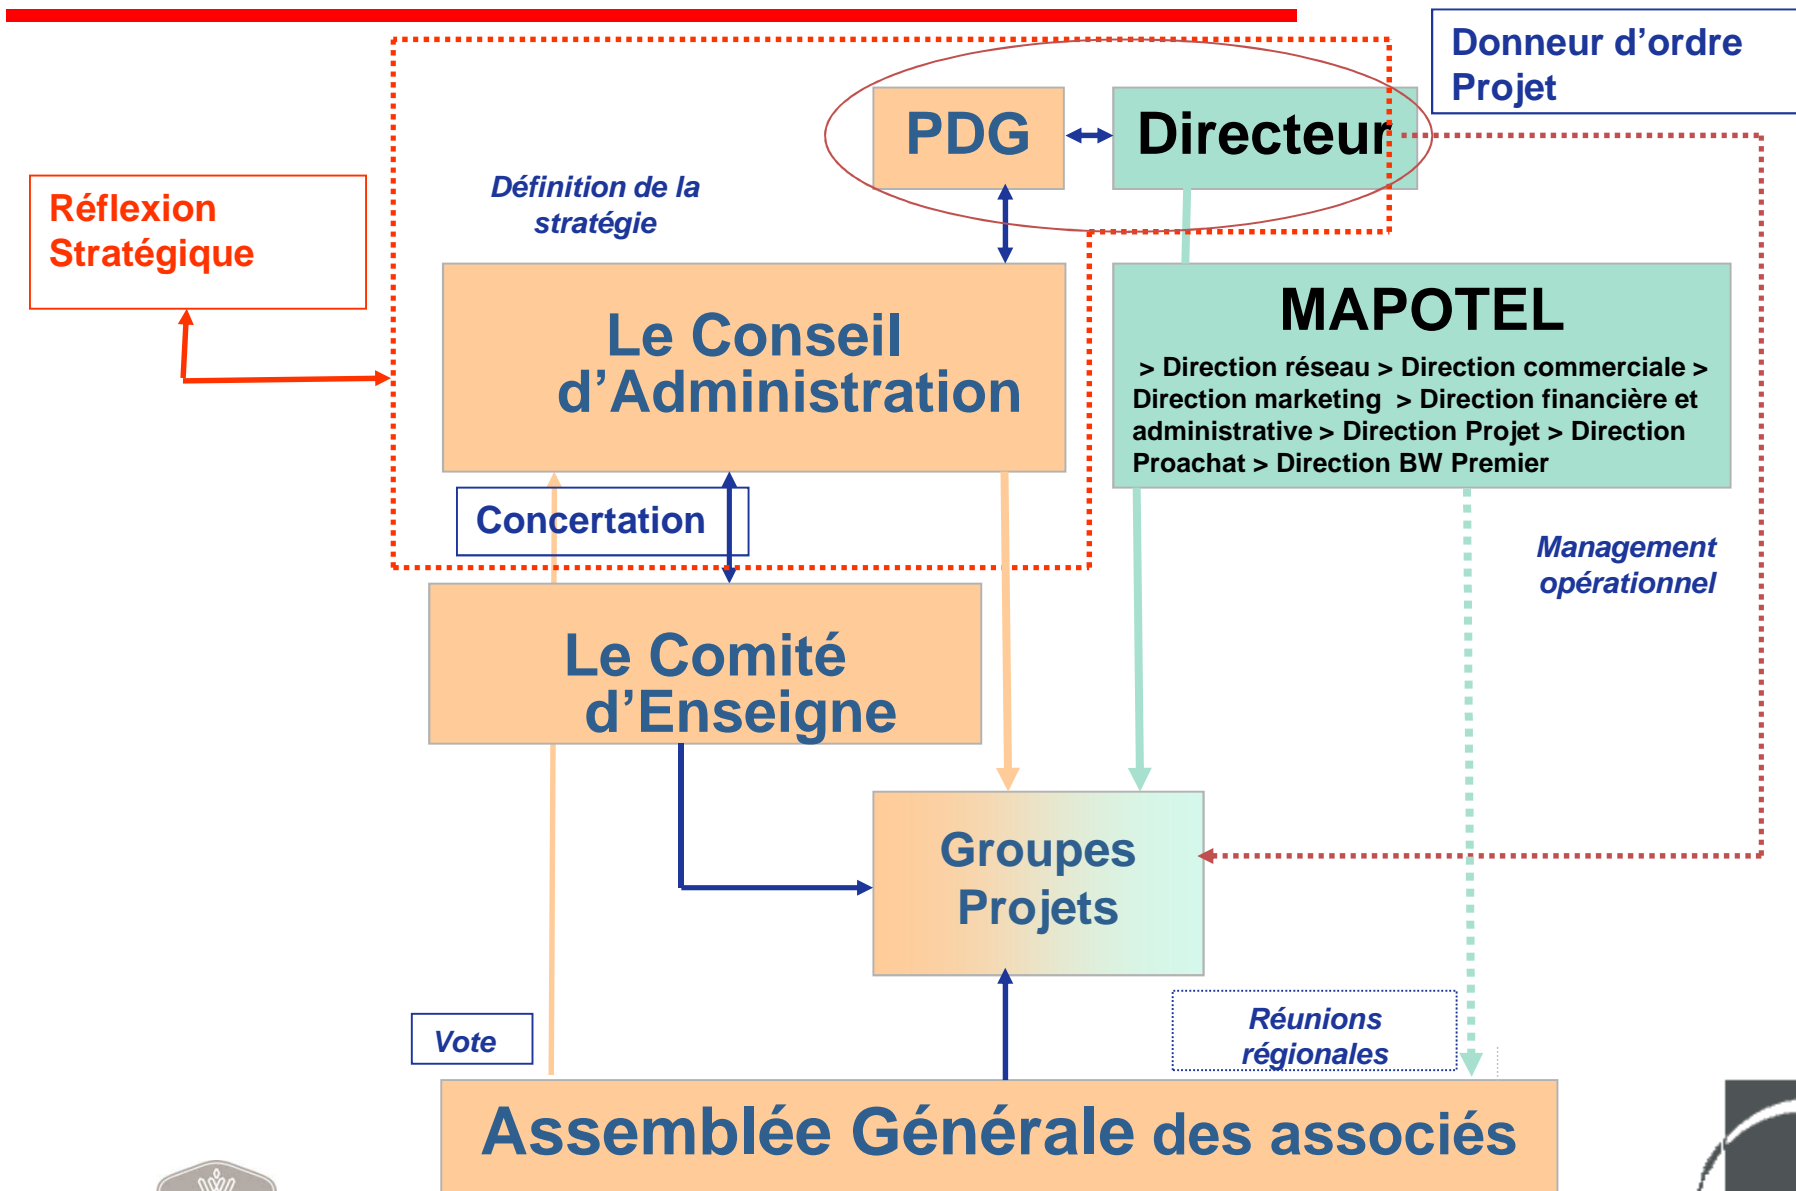 Donneur d’ordre
Projet
PDG
Directeur
Définition de la
stratégie
Réflexion
Stratégique
Le Conseil
d’Administration
MAPOTEL
> Direction réseau > Direction commerciale >
Direction marketing > Direction financière et
administrative > Direction Projet > Direction
Proachat > Direction BW Premier
Concertation
Management
opérationnel
Le Comité
d’Enseigne
Groupes
Projets
Réunions
régionales
Vote
Assemblée Générale des associés